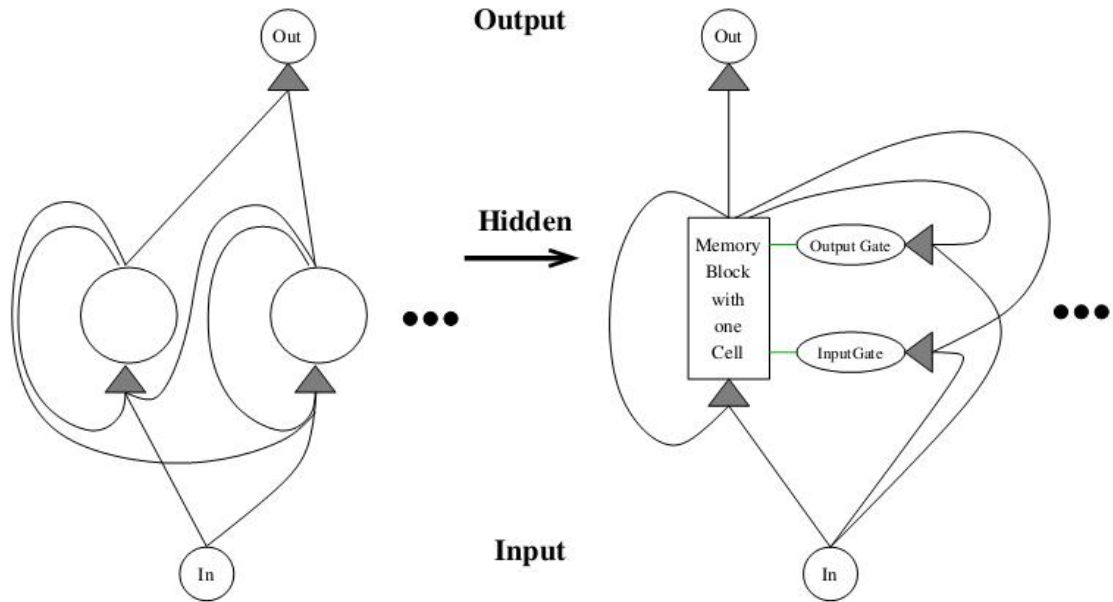 Out
Output
Out
Hidden
Memory
Block
with
one
Cell
Output Gate
InputGate
Input
In
In